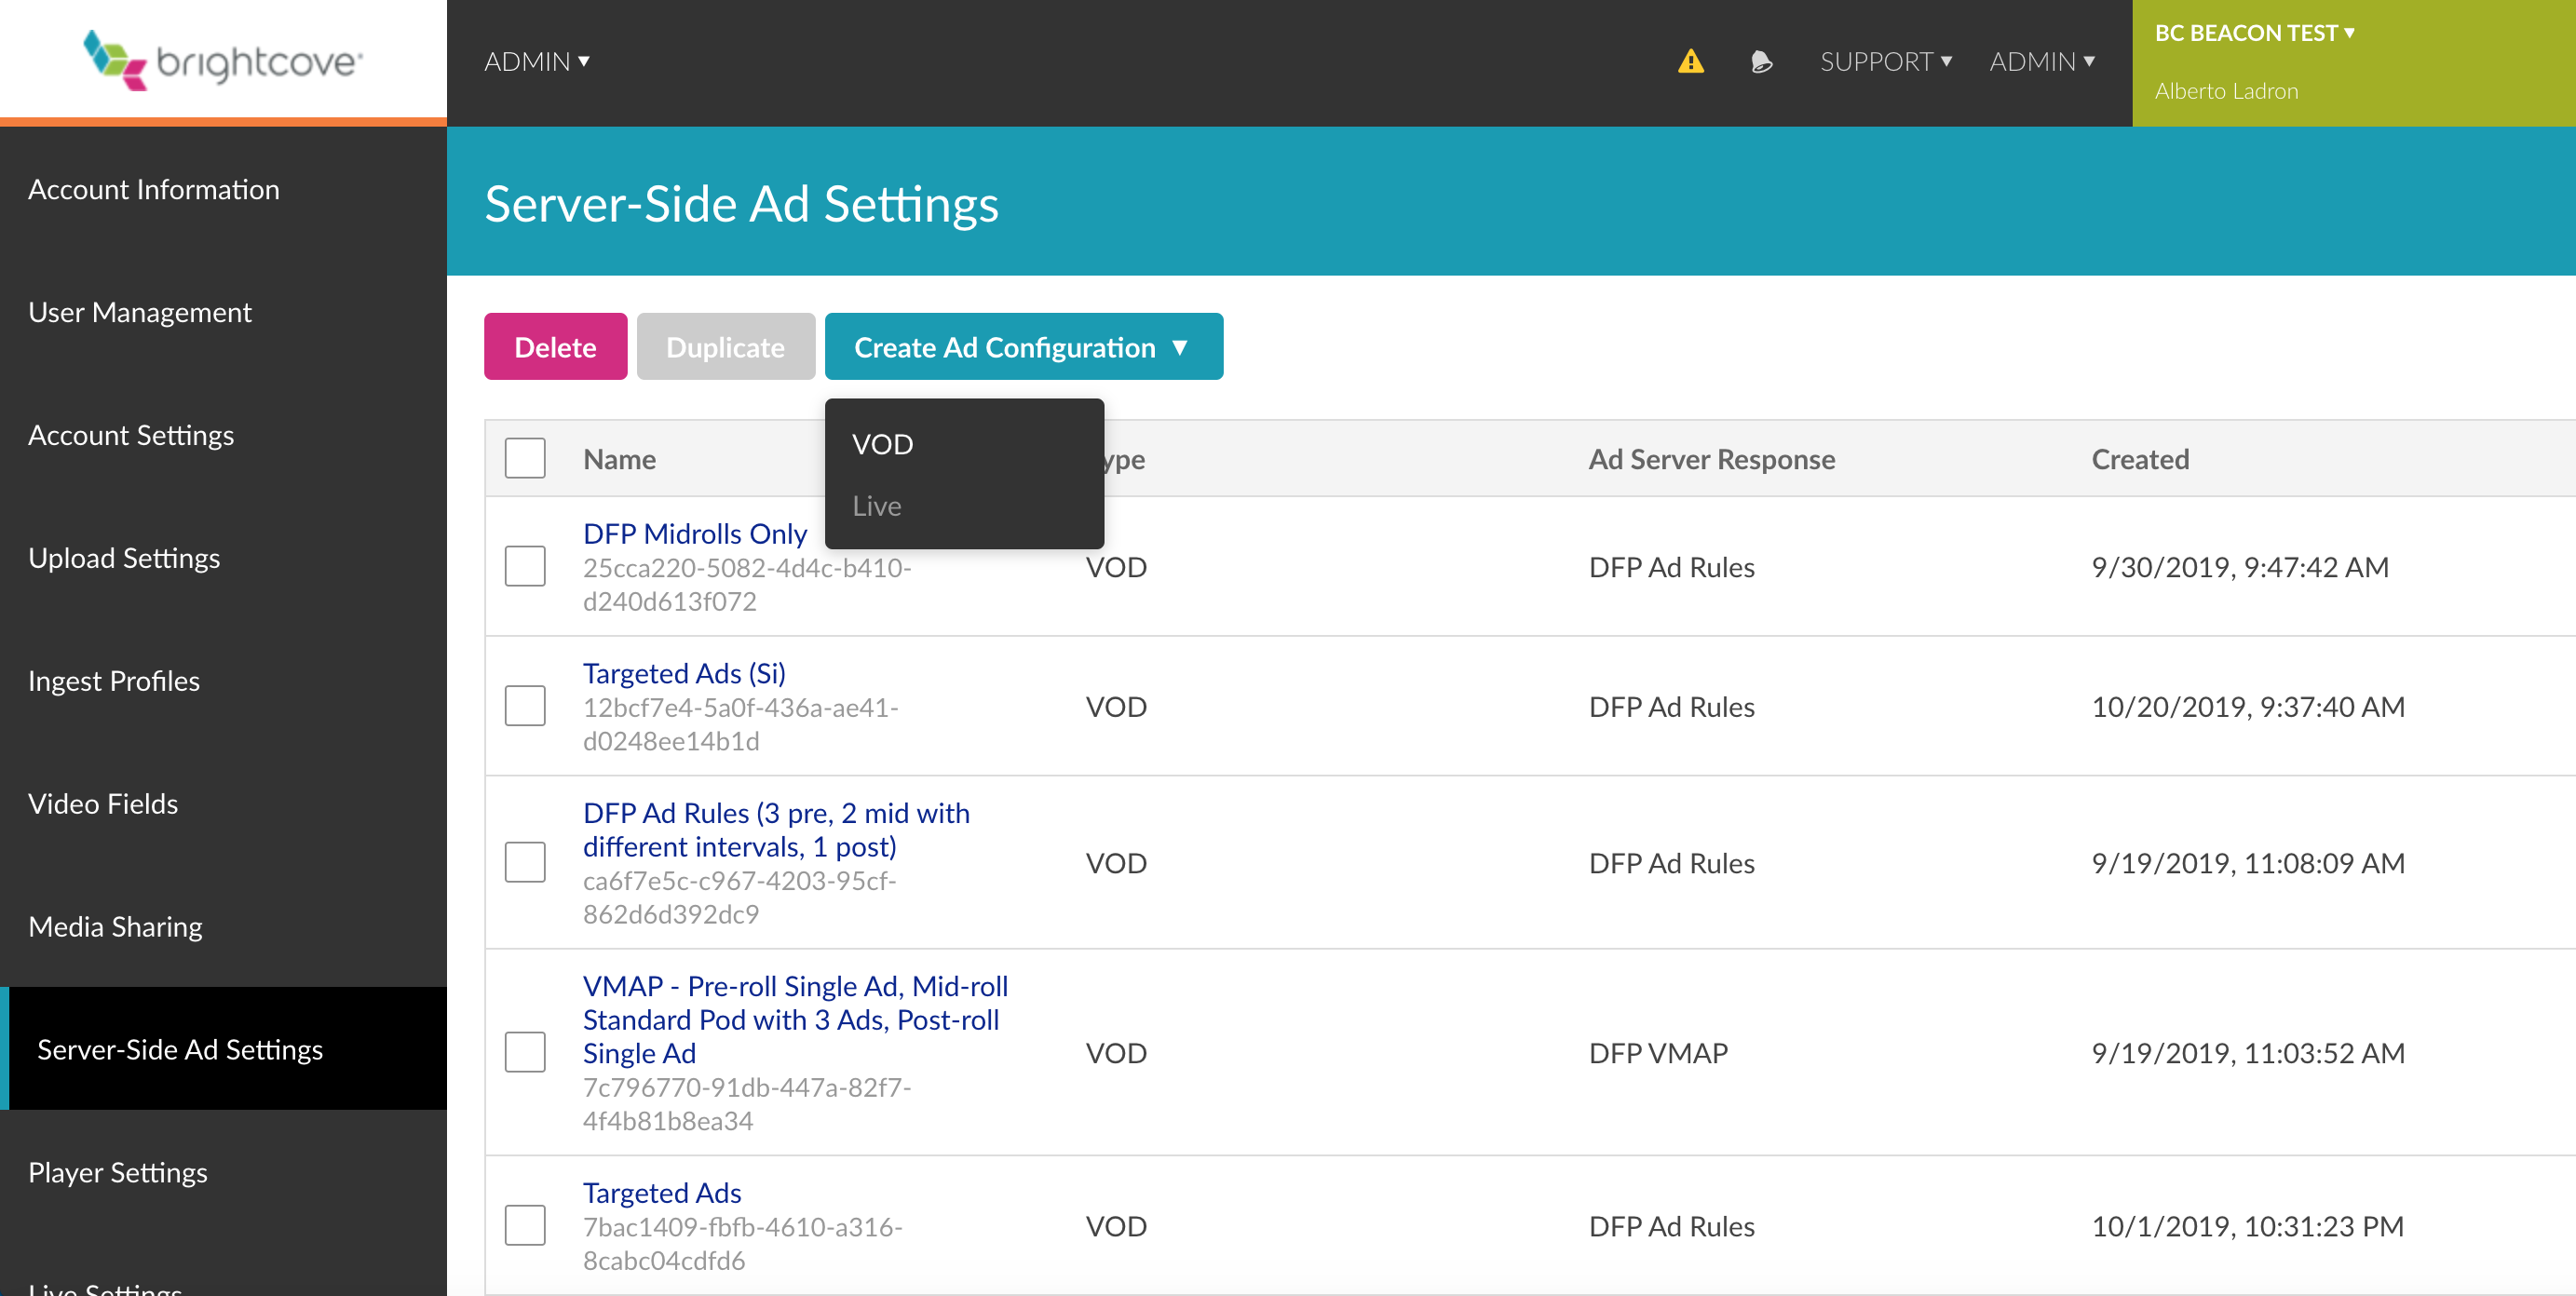 brightcove
ADMIN ▼
SUPPORT ▼
ADMIN ▼
BC BEACON TEST ▼
Alberto Ladron
Account Information
User Management
Account Settings
Upload Settings
Ingest Profiles
Video Fields
Media Sharing
Server-Side Ad Settings
Player Settings
Live Settings
Server-Side Ad Settings
Delete
Duplicate
Create Ad Configuration ▼
VOD
Live
Name
ype
Ad Server Response
Created
DFP Midrolls Only
25cca220-5082-4d4c-b410-
d240d613f072
VOD
DFP Ad Rules
9/30/2019, 9:47:42 AM
Targeted Ads (Si)
12bcf7e4-5a0f-436a-ae41-
d0248ee14b1d
VOD
DFP Ad Rules
10/20/2019, 9:37:40 AM
DFP Ad Rules (3 pre, 2 mid with
different intervals, 1 post)
ca6f7e5c-c967-4203-95cf-
862d6d392dc9
VOD
DFP Ad Rules
9/19/2019, 11:08:09 AM
VMAP - Pre-roll Single Ad, Mid-roll
Standard Pod with 3 Ads, Post-roll
Single Ad
7c796770-91db-447a-82f7-
4f4b81b8ea34
VOD
DFP VMAP
9/19/2019, 11:03:52 AM
Targeted Ads
7bac1409-fbfb-4610-a316-
8cabc04cdfd6
VOD
DFP Ad Rules
10/1/2019, 10:31:23 PM